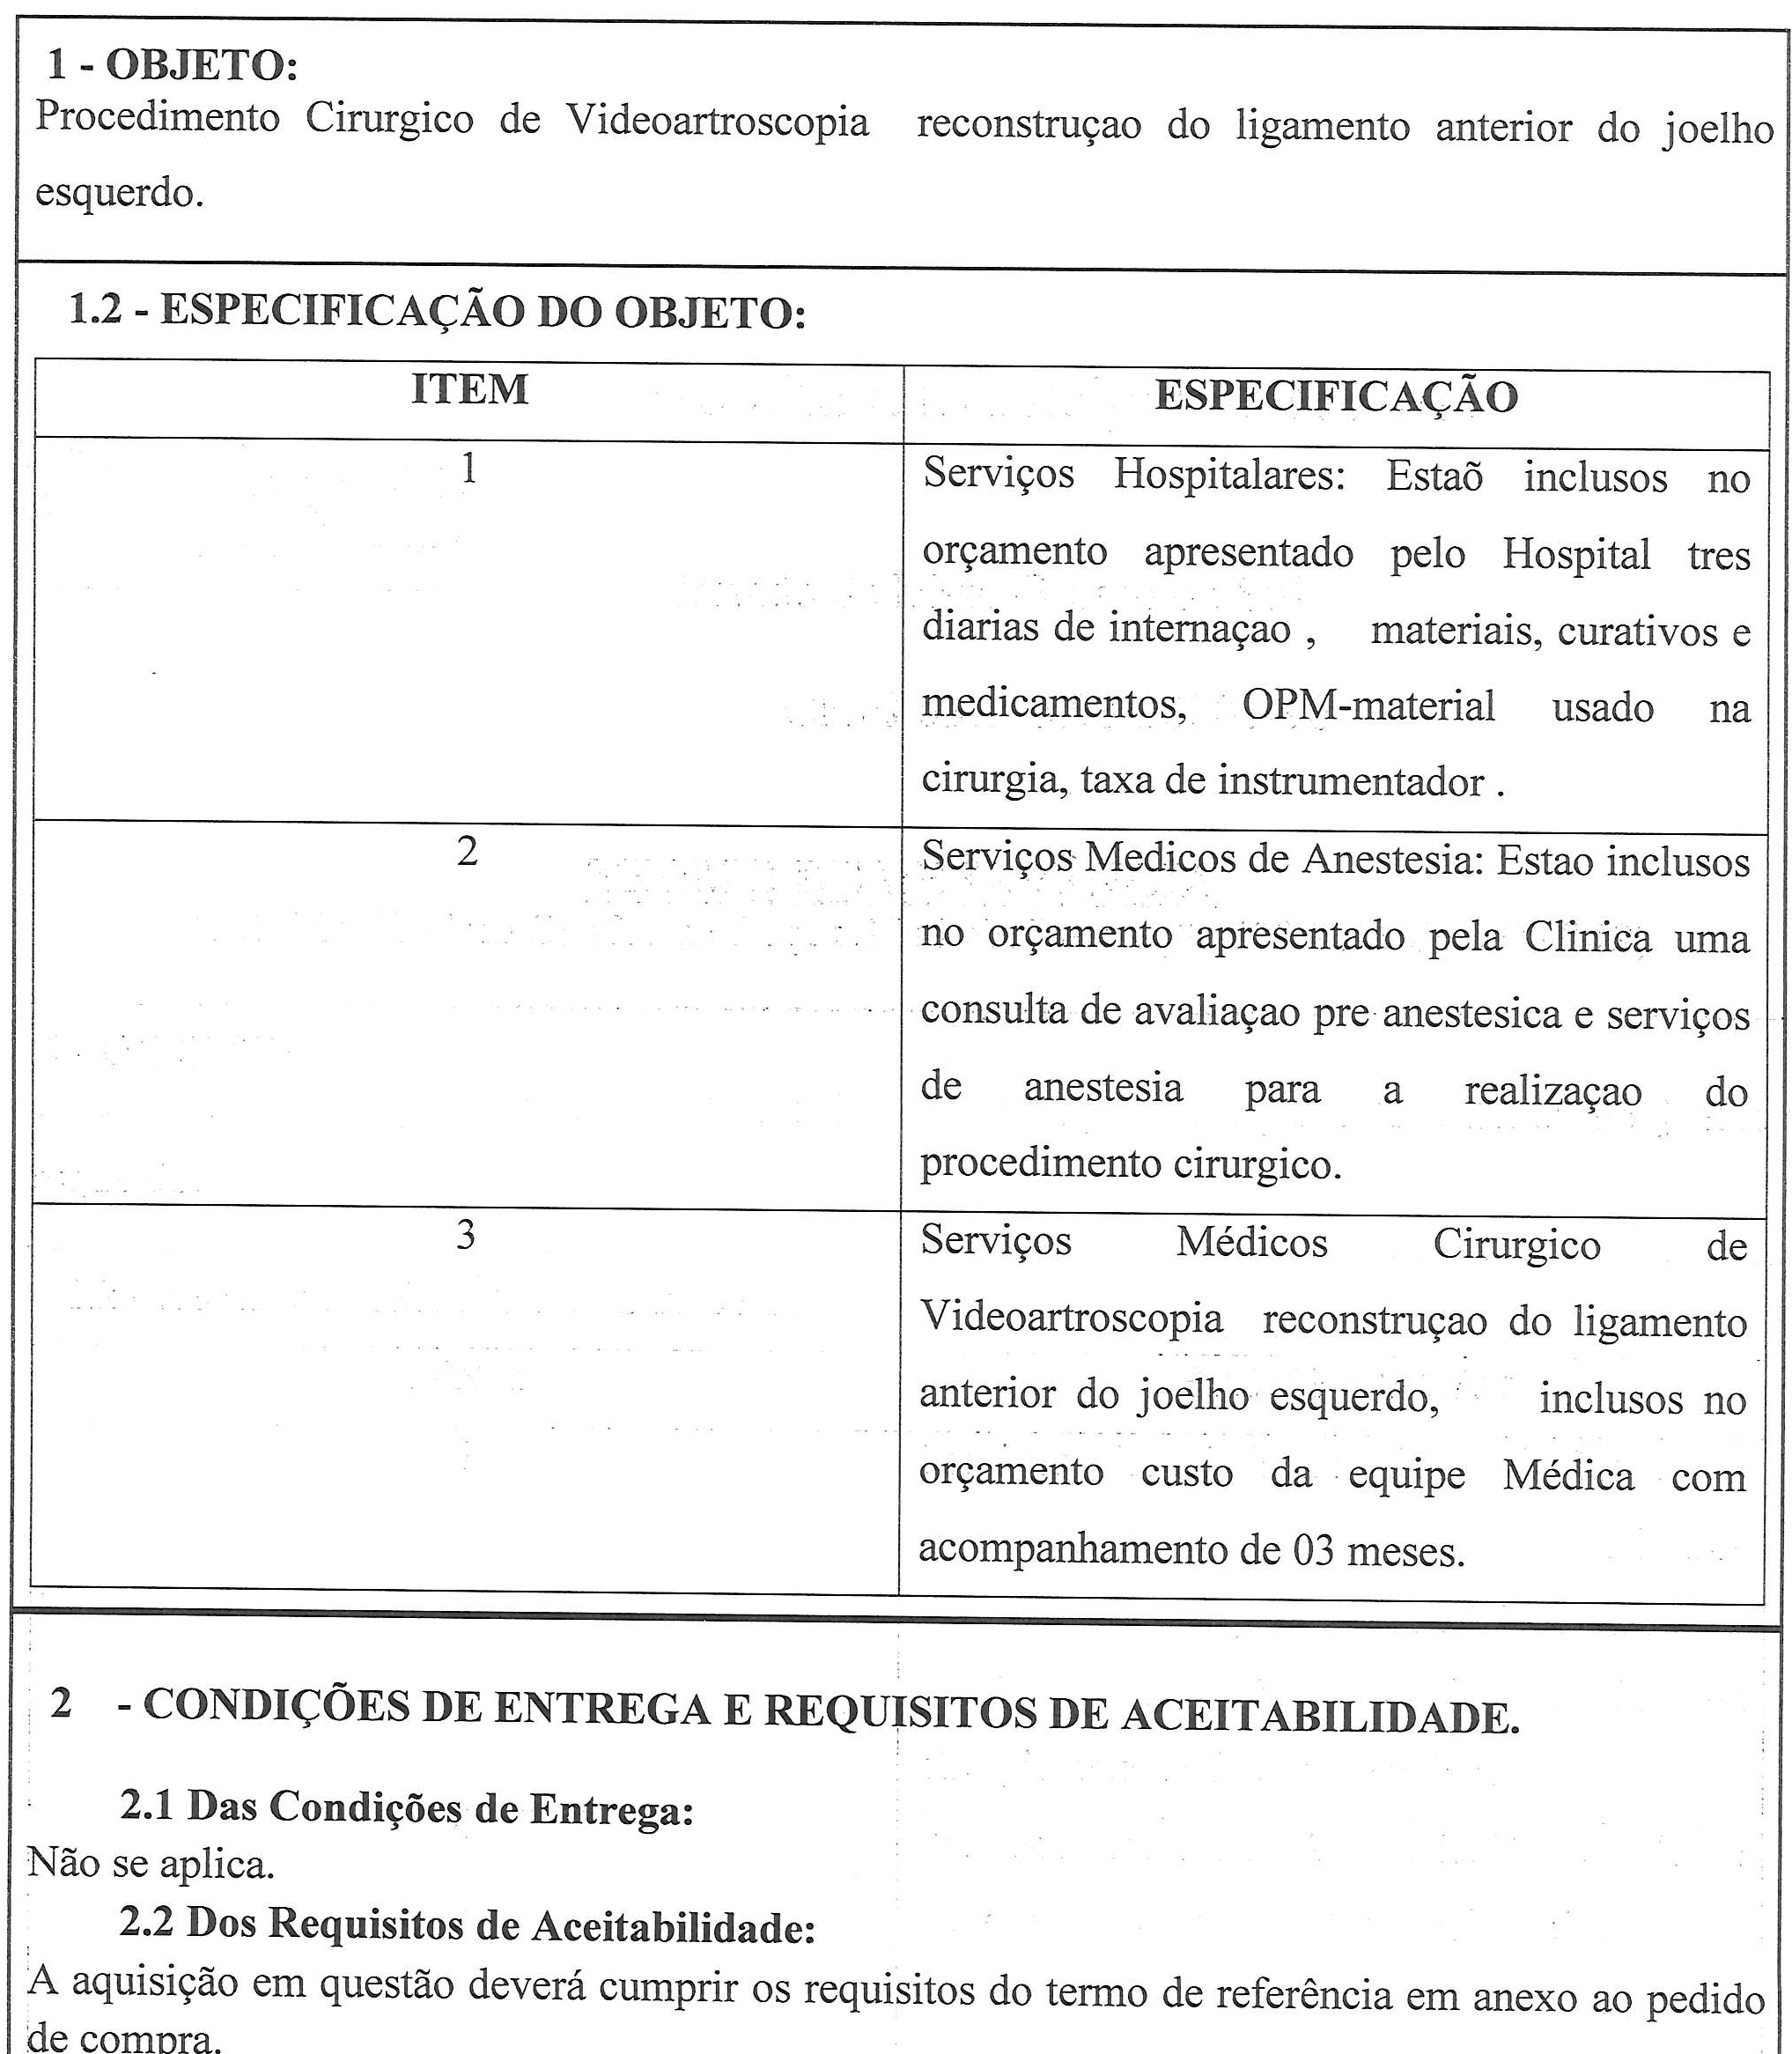 1 - OBJETO:
Procedimento Cirurgico de Videoartroscopia reconstruçao do ligamento anterior do joelho
esquerdo.
1.2 - ESPECIFICAÇÃO DO OBJETO:
ITEM ESPECIFICAÇÃO
1 Serviços Hospitalares: Estaõ inclusos no
orçamento apresentado pelo Hospital tres
diarias de internaçao , materiais, curativos e
medicamentos, OPM-material usado na
cirurgia, taxa de instrumentador .
2 Serviços Medicos de Anestesia: Estao inclusos
no orçamento apresentado pela Clinica uma
consulta de avaliaçao pre anestesica e serviços
de anestesia para a realizaçao do
procedimento cirurgico.
3 Serviços Médicos Cirurgico de
Videoartroscopia reconstruçao do ligamento
anterior do joelho esquerdo, inclusos no
orçamento custo da equipe Médica com
acompanhamento de 03 meses.
2 - CONDIÇÕES DE ENTREGA E REQUISITOS DE ACEITABILIDADE.
2.1 Das Condições de Entrega:
Não se aplica.
2.2 Dos Requisitos de Aceitabilidade:
A aquisição em questão deverá cumprir os requisitos do termo de referência em anexo ao pedido
de compra.